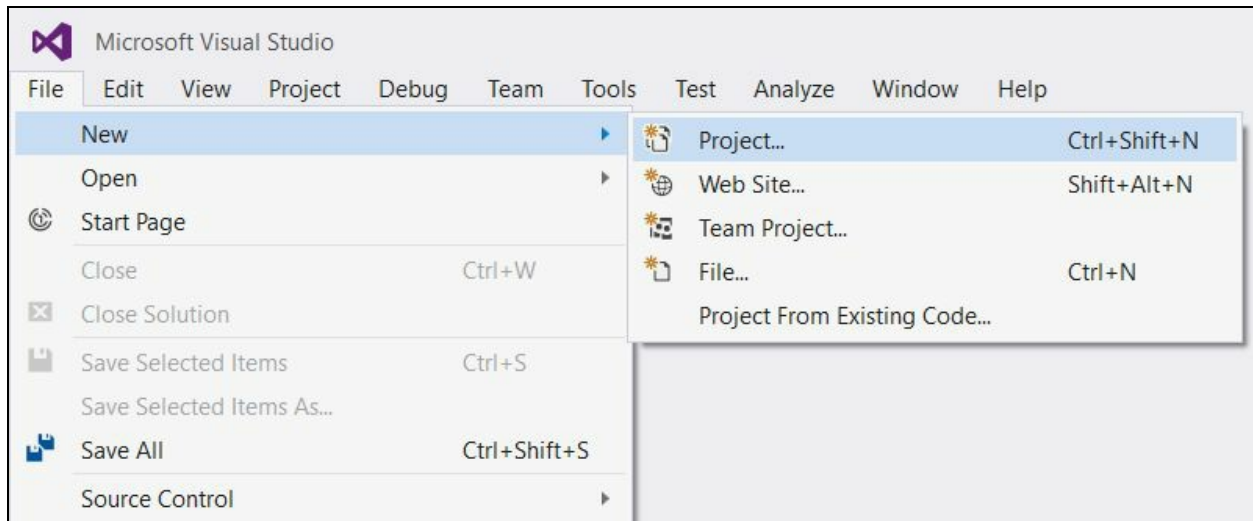 Microsoft Visual Studio
File Edit View Project Debug Team Tools Test Analyze Window Help
New
Open
Start Page
Close Ctrl+W
Close Solution
Save Selected Items Ctrl+S
Save Selected Items As...
Save All Ctrl+Shift+S
Source Control
Project... Ctrl+Shift+N
Web Site... Shift+Alt+N
Team Project...
File... Ctrl+N
Project From Existing Code...